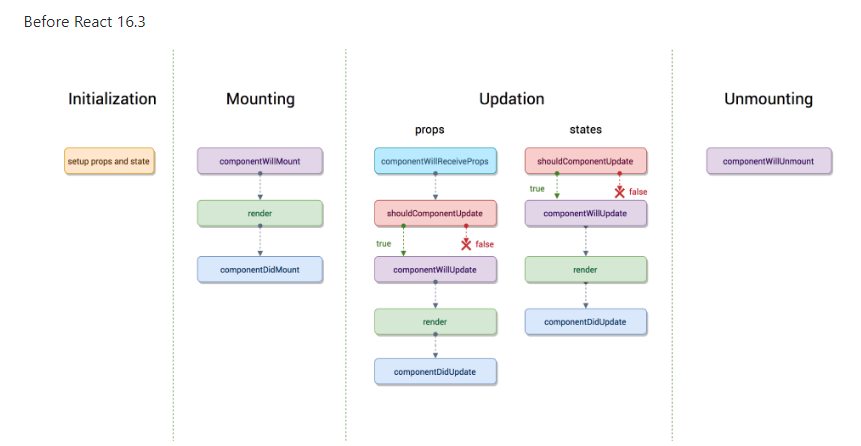 Before React 16.3
Initialization
Mounting
Updation
Unmounting
props
states
setup props and state
componentWillMount
render
componentDidMount
componentWillReceiveProps
shouldComponentUpdate
true
false
componentWillUpdate
render
componentDidUpdate
shouldComponentUpdate
true
false
componentWillUpdate
render
componentDidUpdate
componentWillUnmount